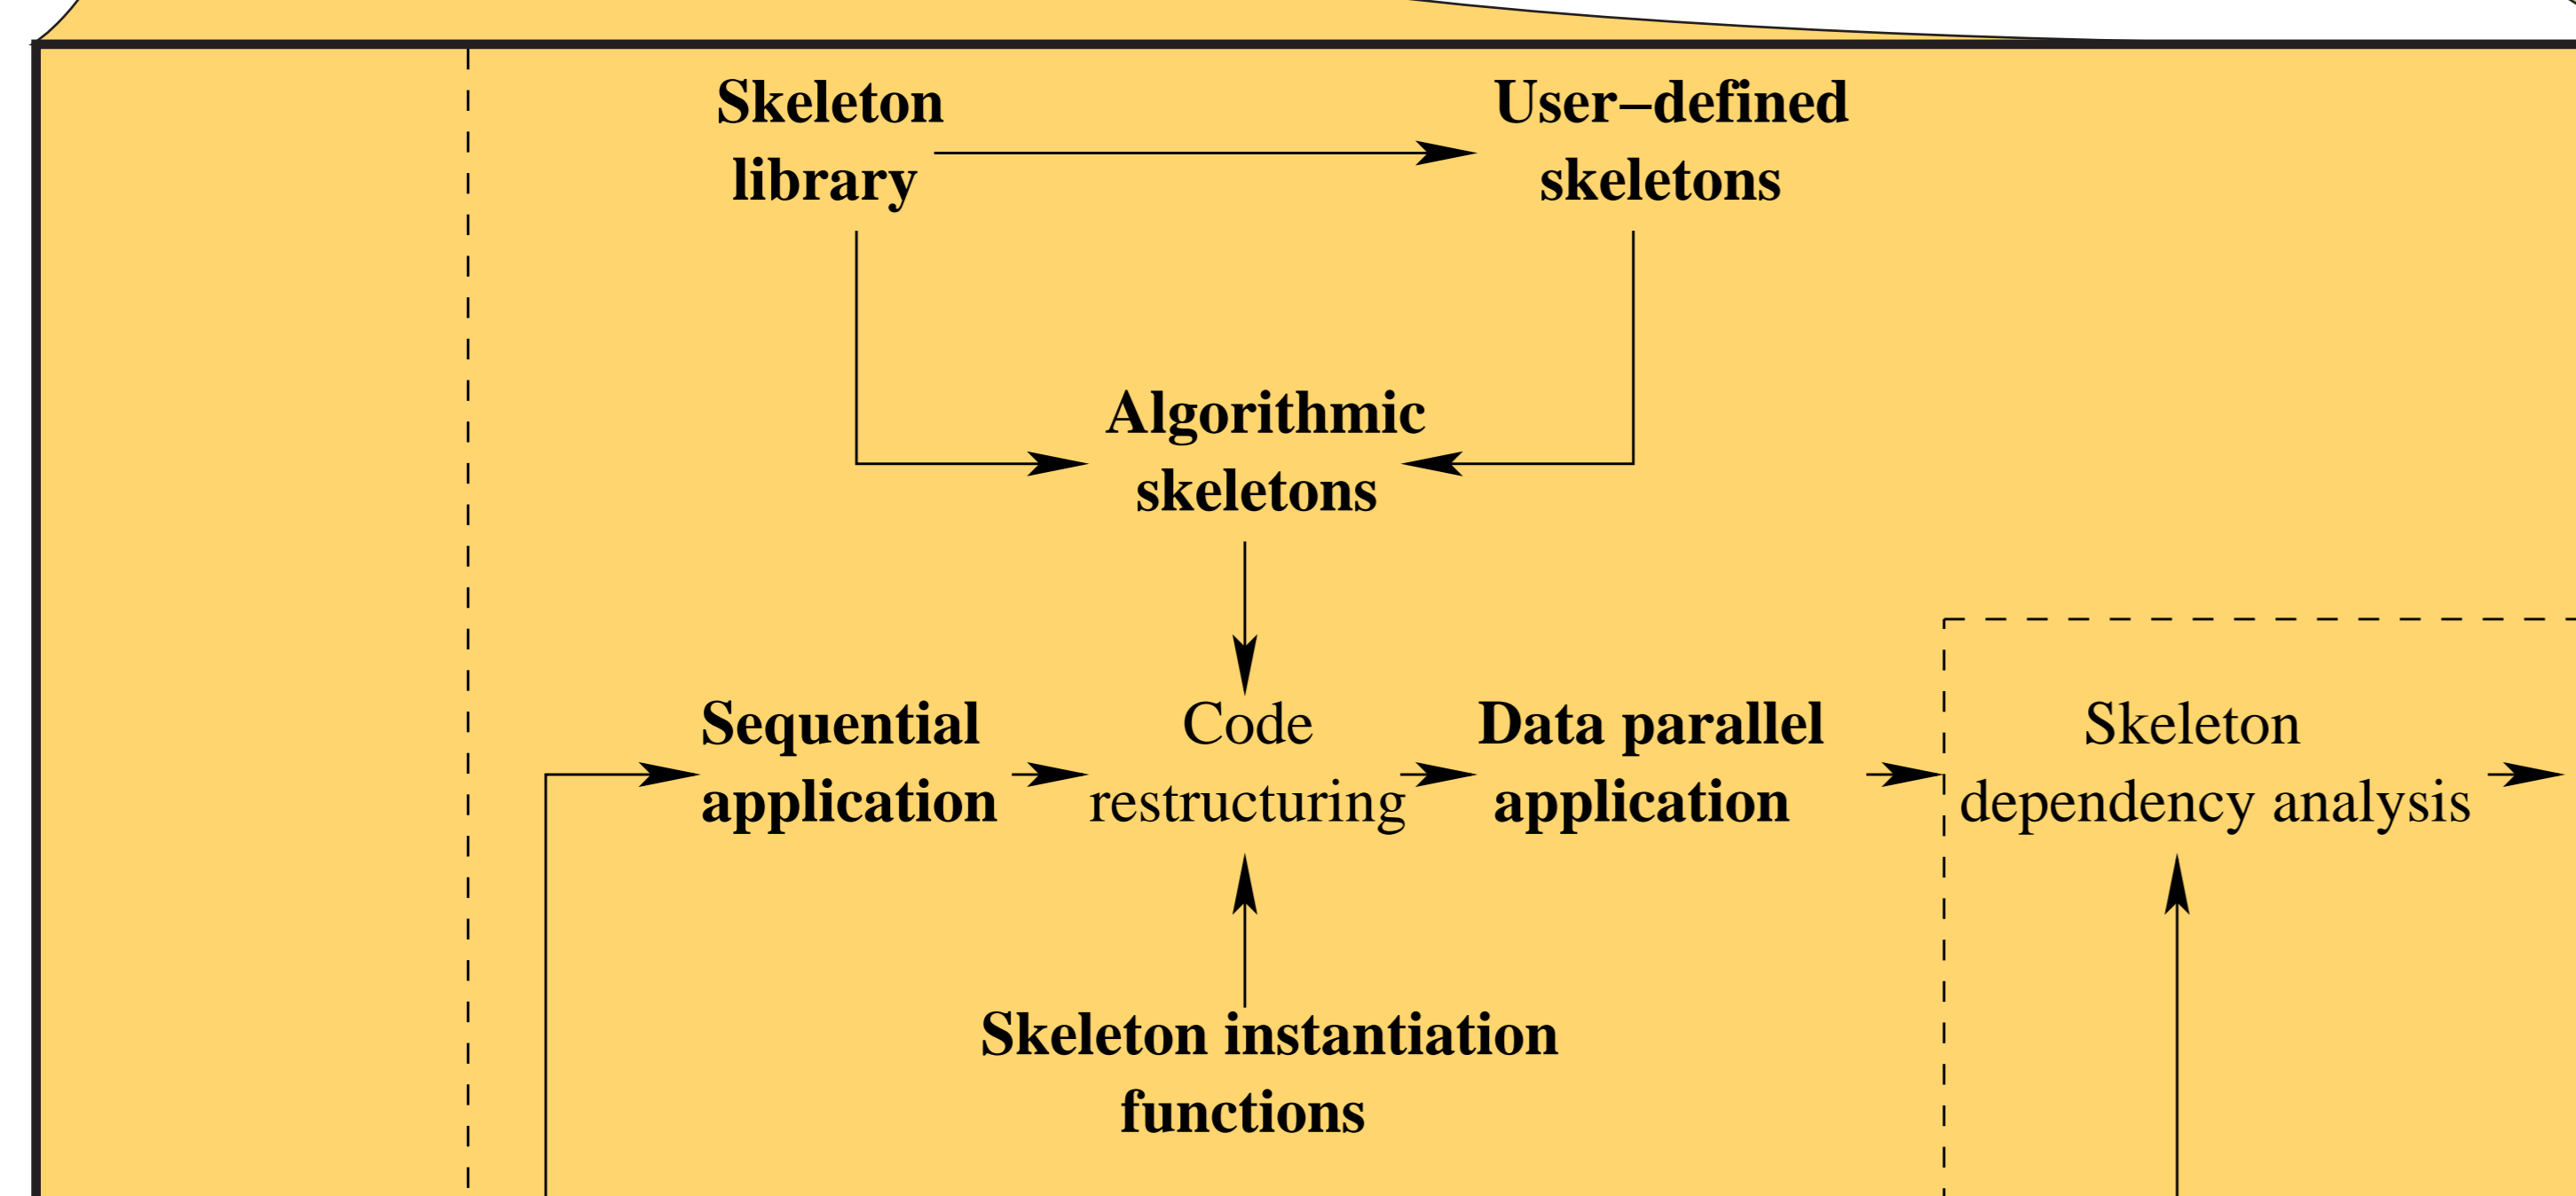 Skeleton
library
User–defined
skeletons
Algorithmic
skeletons
Sequential
application
Code
restructuring
Data parallel
application
Skeleton
dependency analysis
Skeleton instantiation
functions